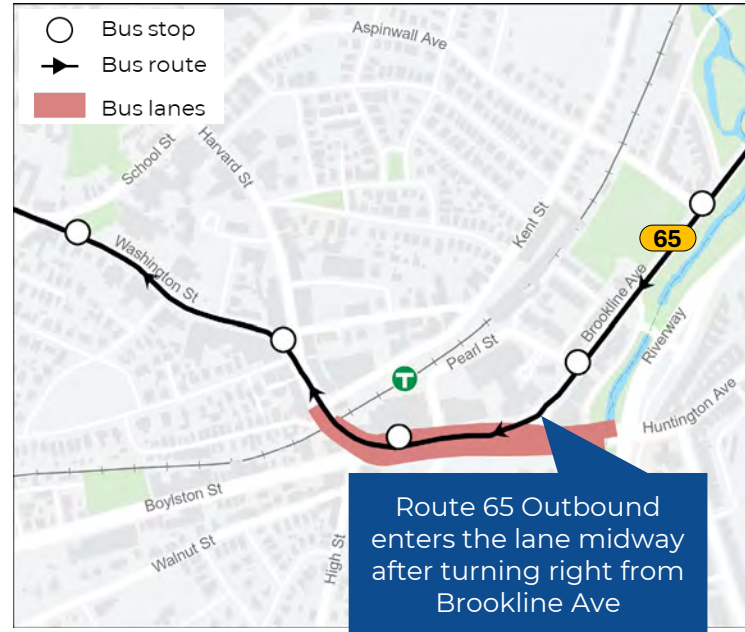 Bus stop
Bus route
Bus lanes
Aspinwall Ave
School St
Harvard St
Kent St
65
Washington St
Brookline Ave
Riverway
Pearl St
T
Huntington Ave
Boylston St
Walnut St
High St
Route 65 Outbound
enters the lane midway
after turning right from
Brookline Ave